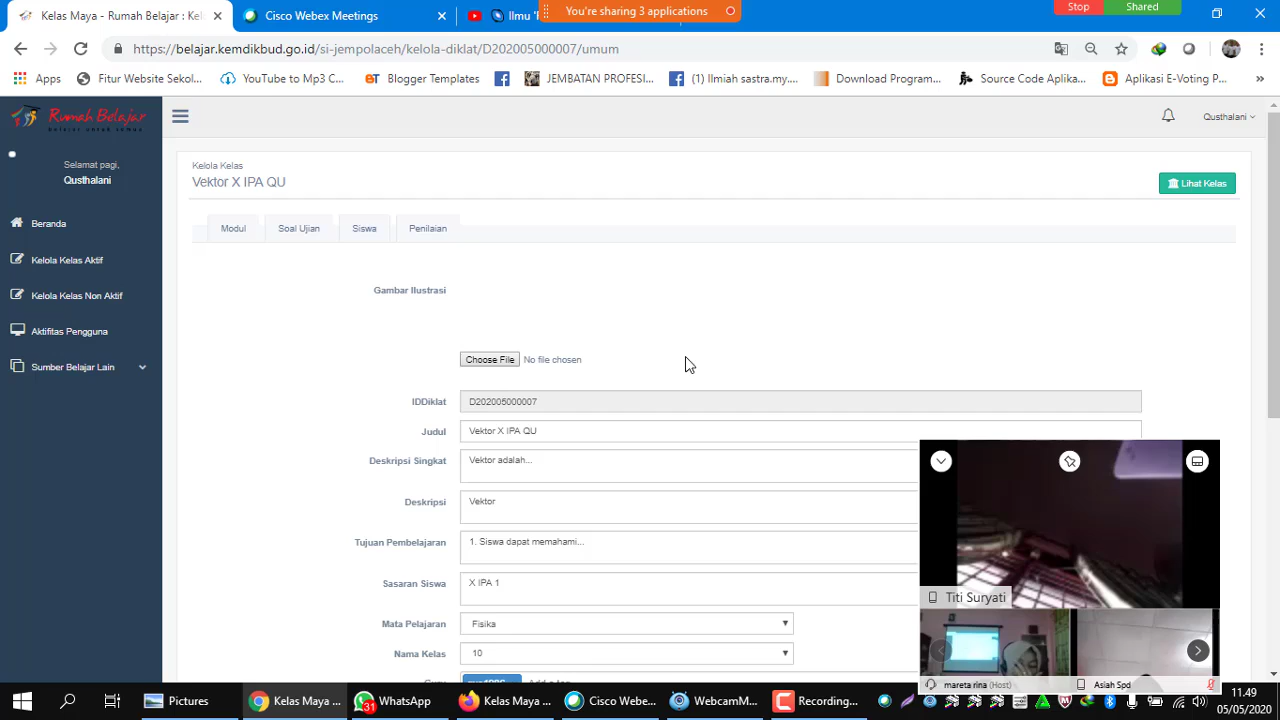 Kelas Maya - Rumah Belajar : Kel
Cisco Webex Meetings
Ilmu '
You're sharing 3 applications
Stop
Shared
https://belajar.kemdikbud.go.id/si-jempolaceh/kelola-diklat/D202005000007/umum
Apps
Fitur Website Sekol...
YouTube to Mp3 C...
Blogger Templates
JEMBATAN PROFESI...
(1) Ilmiah sastra.my....
Download Program...
Source Code Aplika...
Aplikasi E-Voting P...
Rumah Belajar
belajar untuk semua
Qusthalani
Selamat pagi,
Qusthalani
Beranda
Kelola Kelas Aktif
Kelola Kelas Non Aktif
Aktifitas Pengguna
Sumber Belajar Lain
Kelola Kelas
Vektor X IPA QU
Lihat Kelas
Modul
Soal Ujian
Siswa
Penilaian
Gambar Ilustrasi
Choose File No file chosen
IDDiklat
D202005000007
Judul
Vektor X IPA QU
Deskripsi Singkat
Vektor adalah...
Deskripsi
Vektor
Tujuan Pembelajaran
1. Siswa dapat memahami...
Sasaran Siswa
X IPA 1
Mata Pelajaran
Fisika
Nama Kelas
10
Titi Suryati
mareta rina (Host)
Asiah Spd
Pictures
WhatsApp
31
Kelas Maya ...
Cisco Webe...
WebcamM...
Recording...
11.49
05/05/2020